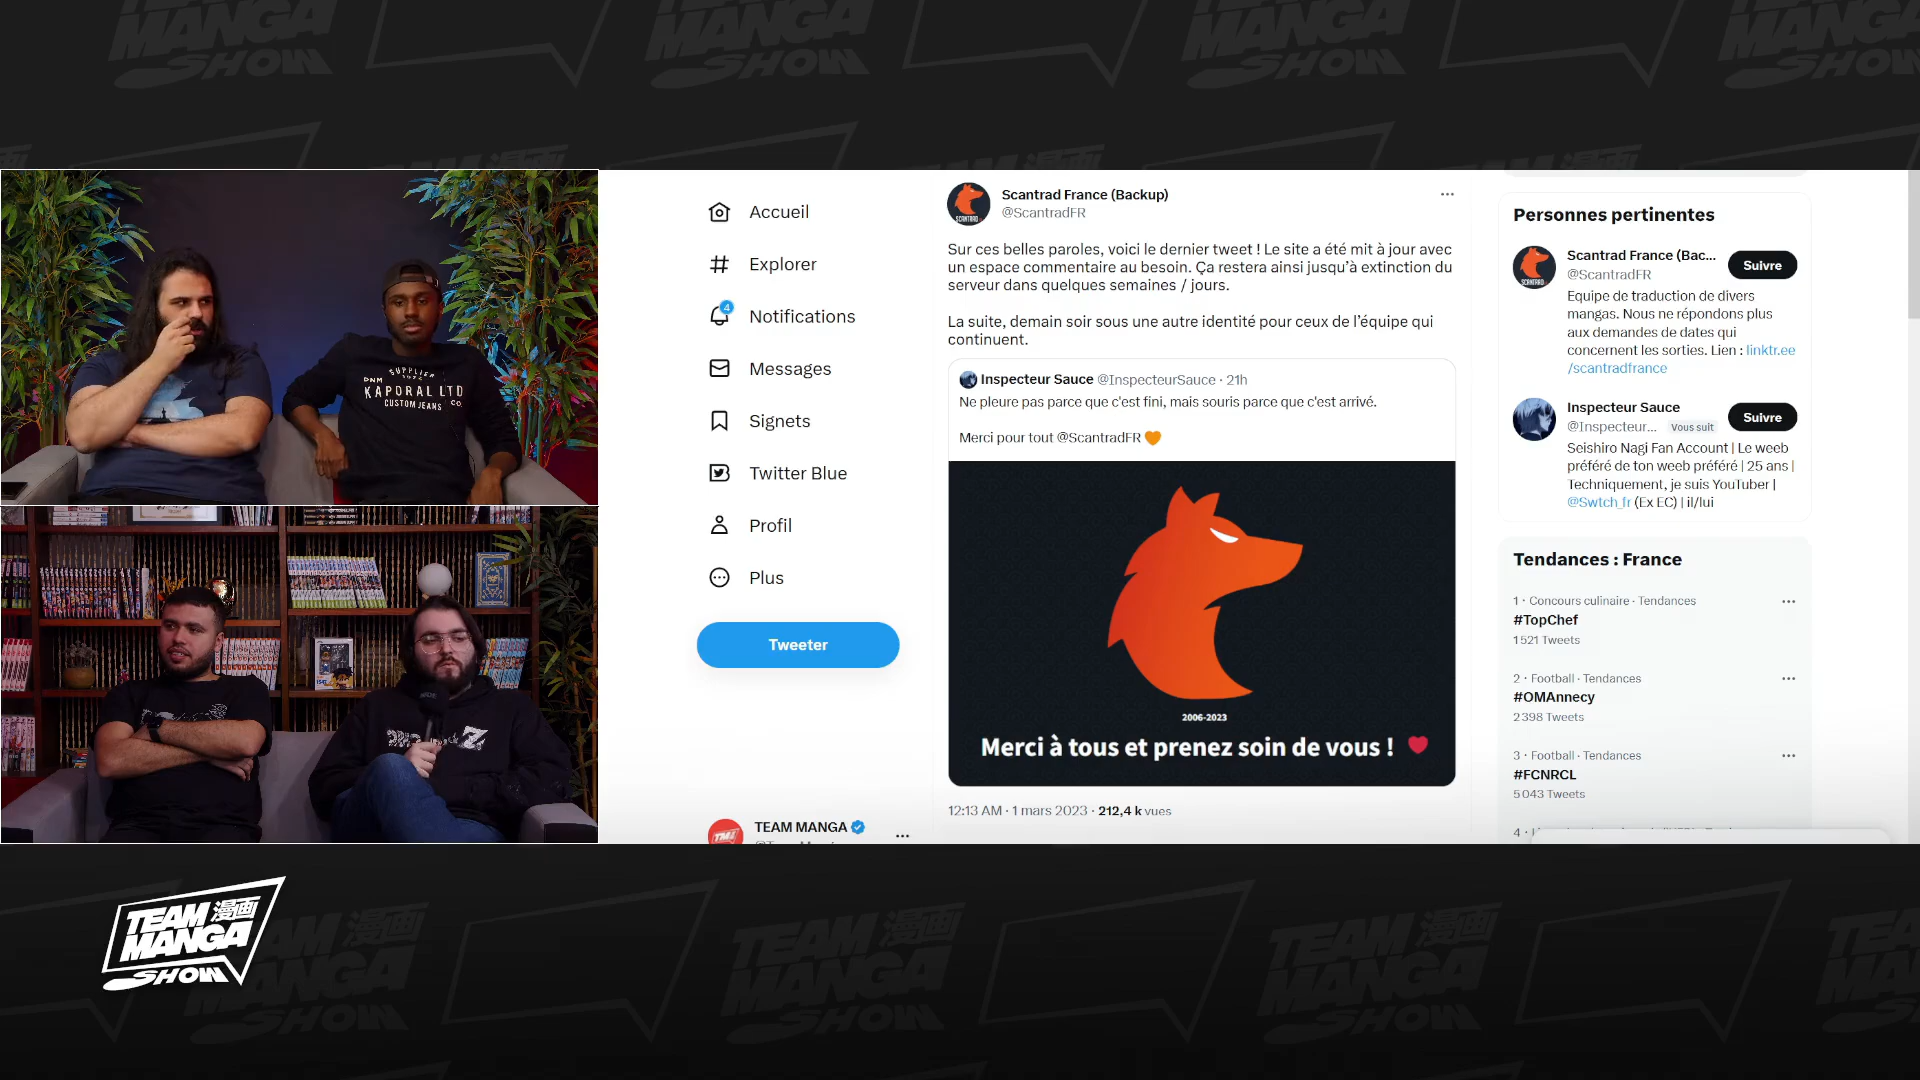 SUPPLIER
DNM
KAPORAL LTD
CUSTOM JEANS
CO
Accueil
Explorer
4
Notifications
Messages
Signets
Twitter Blue
Profil
Plus
Tweeter
TEAM MANGA
Scantrad France (Backup)
@ScantradFR
Sur ces belles paroles, voici le dernier tweet ! Le site a été mit à jour avec
un espace commentaire au besoin. Ça restera ainsi jusqu'à extinction du
serveur dans quelques semaines / jours.
La suite, demain soir sous une autre identité pour ceux de l'équipe qui
continuent.
Inspecteur Sauce @InspecteurSauce · 21h
Ne pleure pas parce que c'est fini, mais souris parce que c'est arrivé.
Merci pour tout @ScantradFR 🧡
2006-2023
Merci à tous et prenez soin de vous ! ❤️
12:13 AM · 1 mars 2023 · 212,4 k vues
Personnes pertinentes
Scantrad France (Bac...
@ScantradFR
Suivre
Equipe de traduction de divers
mangas. Nous ne répondons plus
aux demandes de dates qui
concernent les sorties. Lien : linktr.ee
/scantradfrance
Inspecteur Sauce
@Inspecteur... Vous suit
Suivre
Seishiro Nagi Fan Account | Le weeb
préféré de ton weeb préféré | 25 ans |
Techniquement, je suis YouTuber |
@Swtch_fr (Ex EC) | il/lui
Tendances : France
1 · Concours culinaire · Tendances
#TopChef
1 521 Tweets
2 · Football · Tendances
#OMAnnecy
2 398 Tweets
3 · Football · Tendances
#FCNRCL
5 043 Tweets
4 ·
TEAM 漫画
MANGA
SHOW